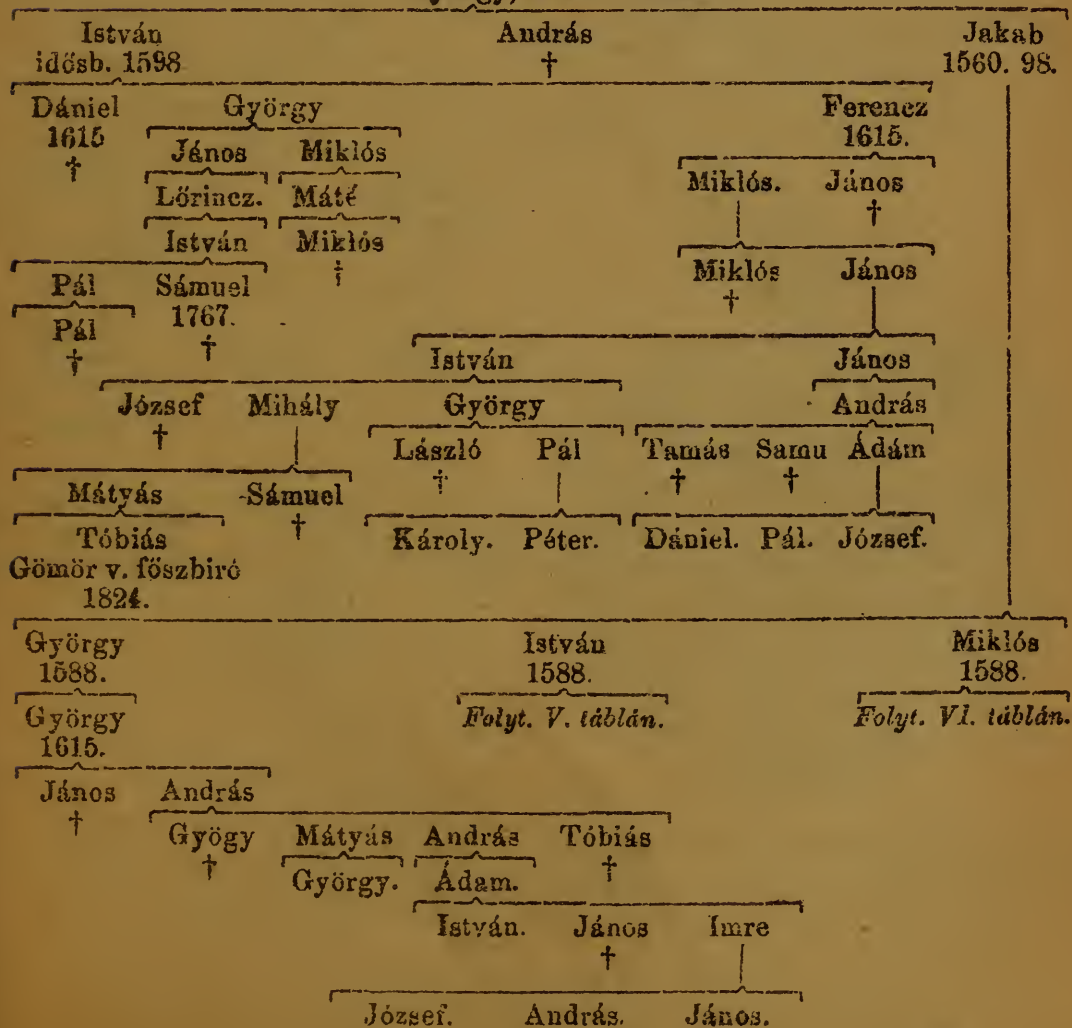 István András Jakab
idősb. 1598 † 1560. 98.
Dániel György Ferencz
1615 János Miklós 1615.
† Lőrincz. Máté Miklós. János
†
István Miklós
† Miklós János
†
Pál Sámuel
Pál 1767.
† †
István János
József Mihály György András
†
László Pál Tamás Samu Ádám
† † †
Mátyás Sámuel
†
Tóbiás Károly. Péter. Dániel. Pál. József.
Gömör v. főszbiró
1824.
György István Miklós
1588. 1588. 1588.
György Folyt. V. táblán. Folyt. VI. táblán.
1615.
János András
†
Gyögy Mátyás András Tóbiás
† †
György. Ádam.
István. János Imre
†
József. András. János.